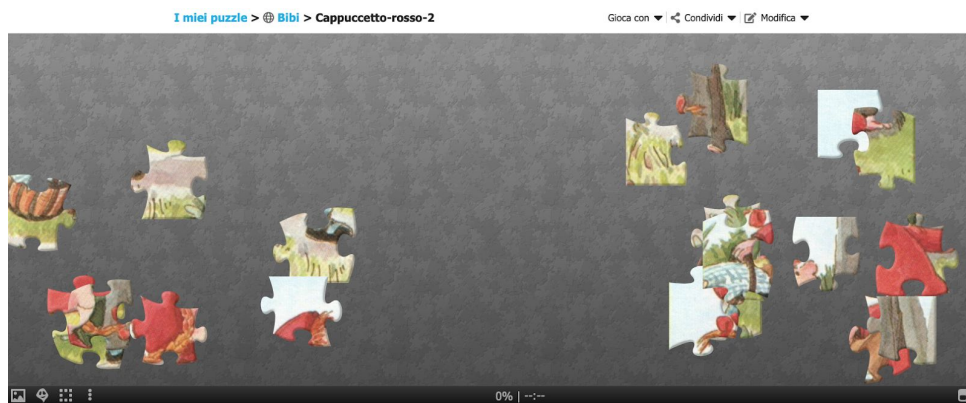 I miei puzzle > Bibi > Cappuccetto-rosso-2
Gioca con Condividi Modifica
0% | --:--